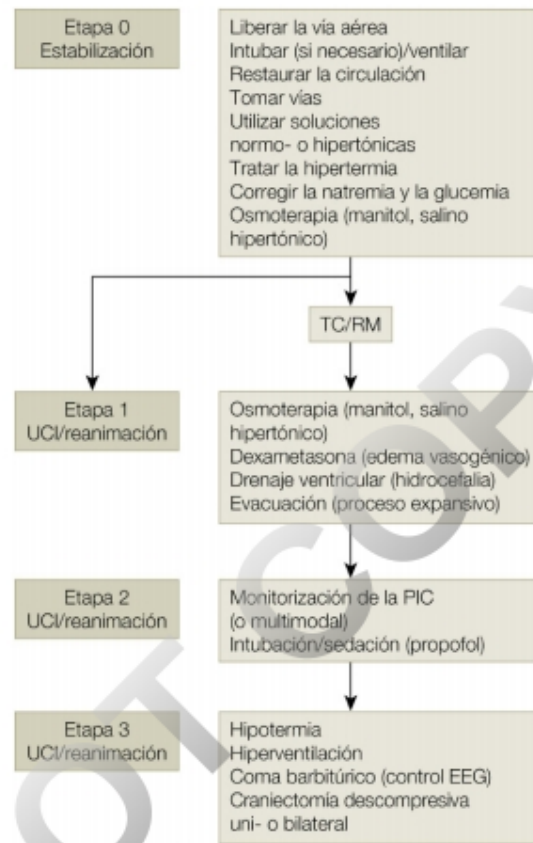 Etapa 0
Estabilización
Liberar la vía aérea
Intubar (si necesario)/ventilar
Restaurar la circulación
Tomar vías
Utilizar soluciones
normo- o hipertónicas
Tratar la hipertermia
Corregir la natremia y la glucemia
Osmoterapia (manitol, salino
hipertónico)
TC/RM
Etapa 1
UCI/reanimación
Osmoterapia (manitol, salino
hipertónico)
Dexametasona (edema vasogénico)
Drenaje ventricular (hidrocefalia)
Evacuación (proceso expansivo)
Etapa 2
UCI/reanimación
Monitorización de la PIC
(o multimodal)
Intubación/sedación (propofol)
Etapa 3
UCI/reanimación
Hipotermia
Hiperventilación
Coma barbitúrico (control EEG)
Craniectomía descompresiva
uni- o bilateral
OT COPY